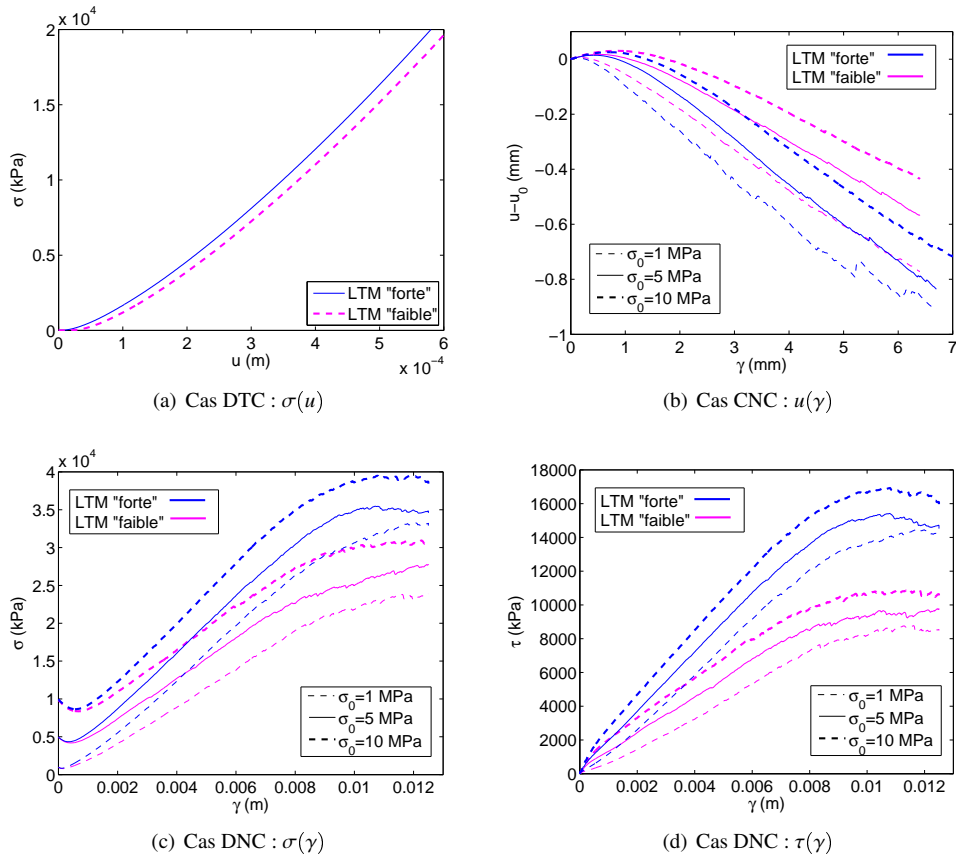 2 x 10^4
1.5
1
0.5
0
0 1 2 3 4 5 6
x 10^-4
σ (kPa)
u (m)
LTM "forte"
LTM "faible"
(a) Cas DTC : σ(u)
0.2
0
−0.2
−0.4
−0.6
−0.8
−1
0 1 2 3 4 5 6 7
u−u0 (mm)
γ (mm)
LTM "forte"
LTM "faible"
σ0=1 MPa
σ0=5 MPa
σ0=10 MPa
(b) Cas CNC : u(γ)
4 x 10^4
3.5
3
2.5
2
1.5
1
0.5
0
0 0.002 0.004 0.006 0.008 0.01 0.012
σ (kPa)
γ (m)
LTM "forte"
LTM "faible"
σ0=1 MPa
σ0=5 MPa
σ0=10 MPa
(c) Cas DNC : σ(γ)
18000
16000
14000
12000
10000
8000
6000
4000
2000
0
0 0.002 0.004 0.006 0.008 0.01 0.012
τ (kPa)
γ (m)
LTM "forte"
LTM "faible"
σ0=1 MPa
σ0=5 MPa
σ0=10 MPa
(d) Cas DNC : τ(γ)